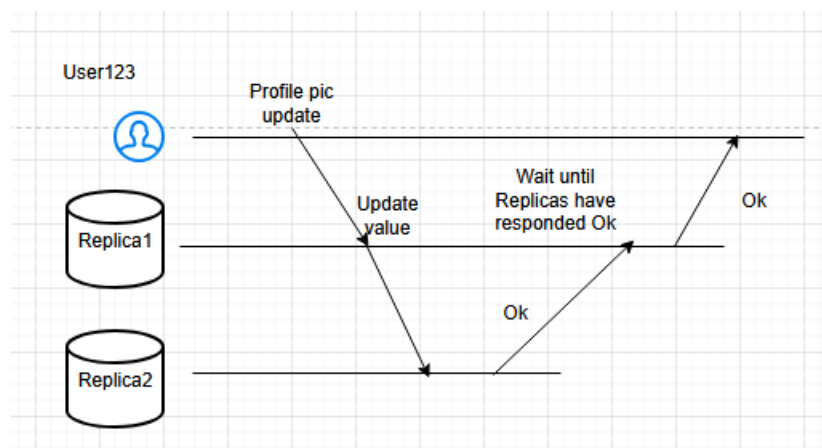 User123
Profile pic
update
Update
value
Wait until
Replicas have
responded Ok
Ok
Replica1
Ok
Replica2